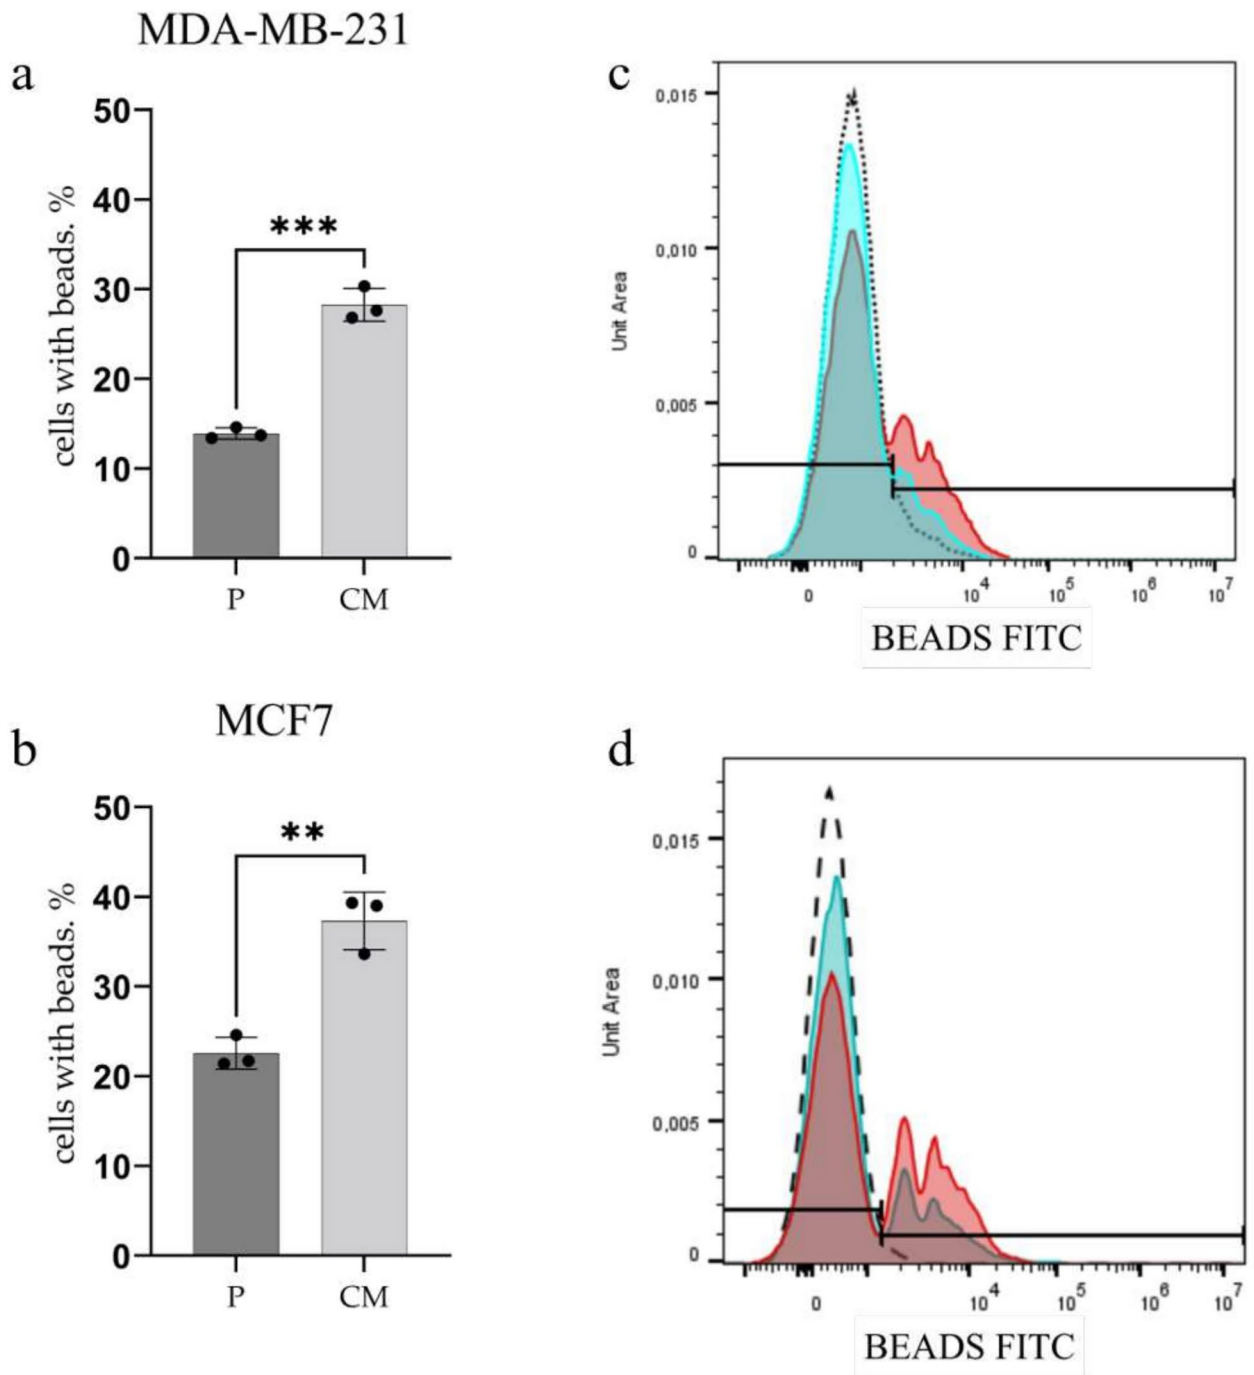 MDA-MB-231
a
50
40
30
20
10
0
cells with beads. %
***
P
CM
c
0,015
0,010
0,005
0
Unit Area
0
10^4
10^5
10^6
10^7
BEADS FITC
MCF7
b
50
40
30
20
10
0
cells with beads. %
**
P
CM
d
0,015
0,010
0,005
0
Unit Area
0
10^4
10^5
10^6
10^7
BEADS FITC